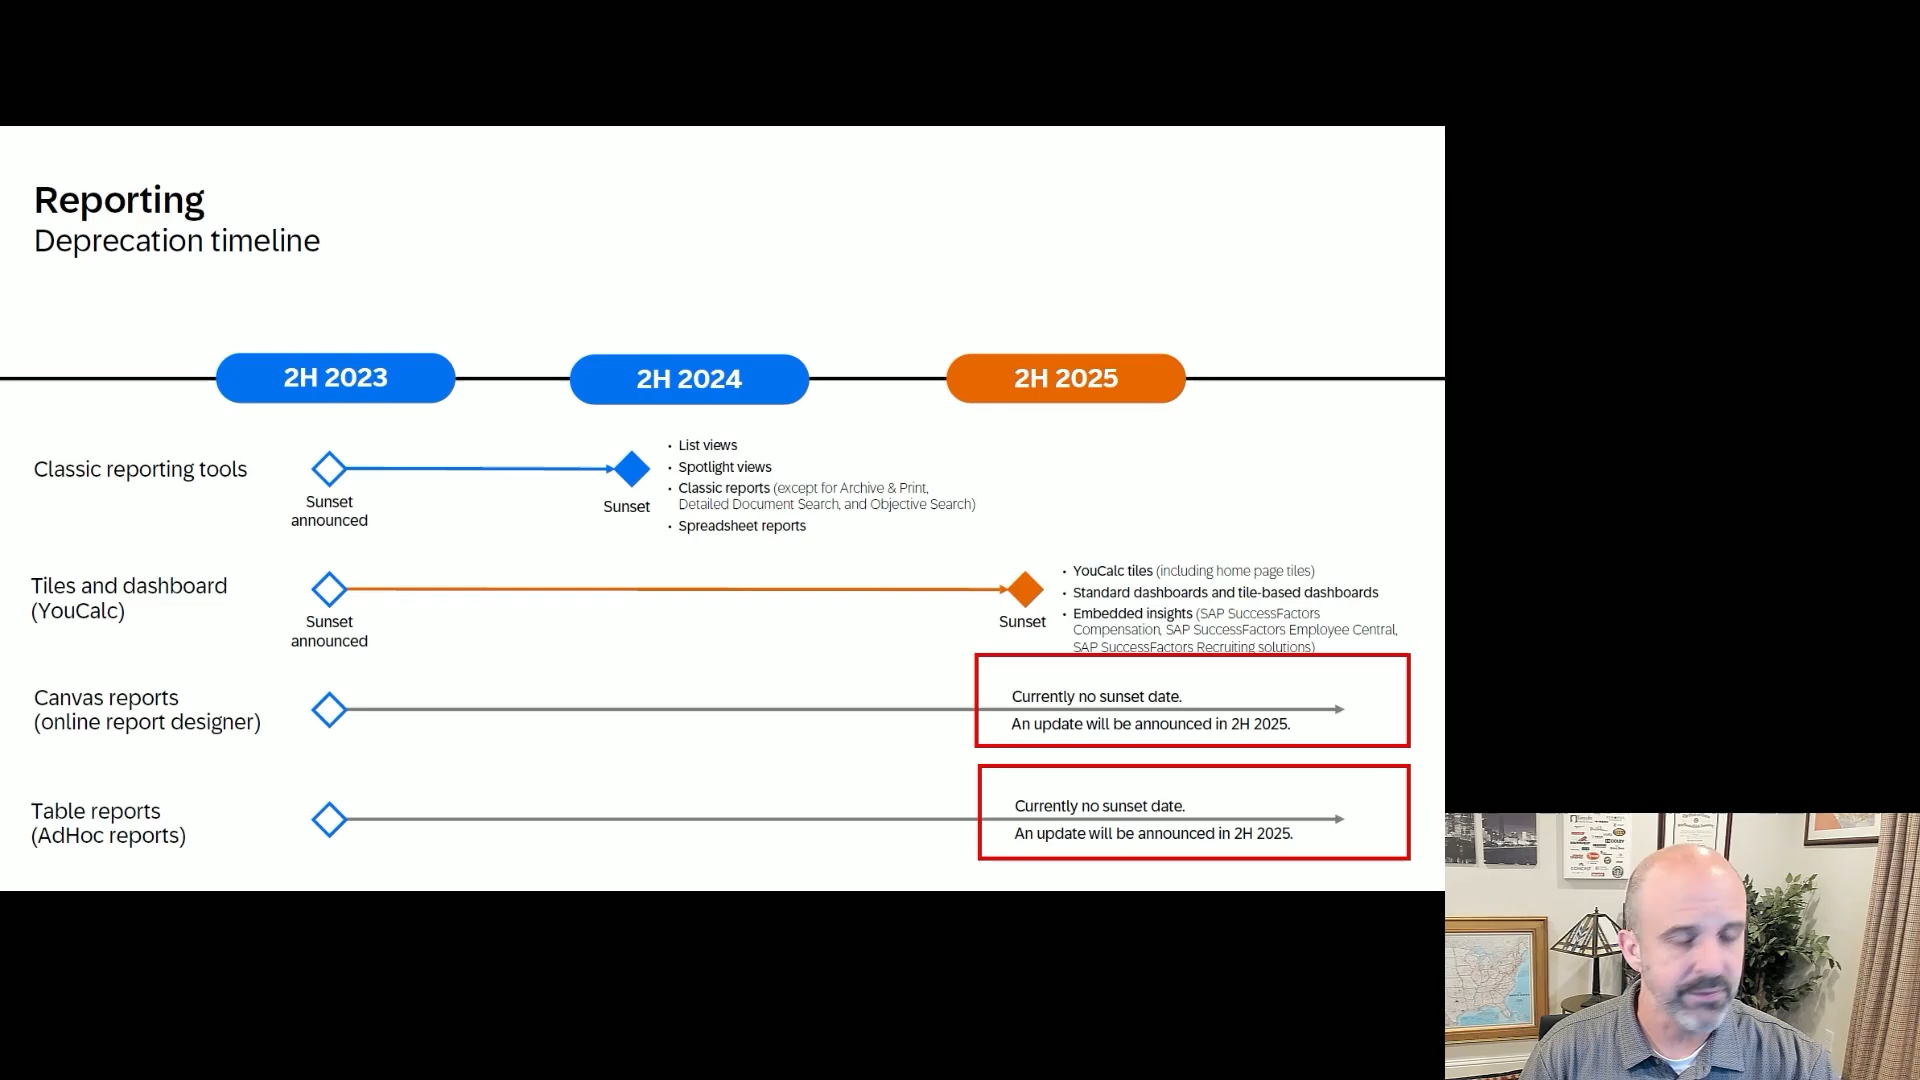 Reporting
Deprecation timeline
2H 2023
2H 2024
2H 2025
Classic reporting tools
Sunset
announced
Sunset
• List views
• Spotlight views
• Classic reports (except for Archive & Print,
Detailed Document Search, and Objective Search)
• Spreadsheet reports
Tiles and dashboard
(YouCalc)
Sunset
announced
Sunset
• YouCalc tiles (including home page tiles)
• Standard dashboards and tile-based dashboards
• Embedded insights (SAP SuccessFactors
Compensation, SAP SuccessFactors Employee Central,
SAP SuccessFactors Recruiting solutions)
Canvas reports
(online report designer)
Currently no sunset date.
An update will be announced in 2H 2025.
Table reports
(AdHoc reports)
Currently no sunset date.
An update will be announced in 2H 2025.